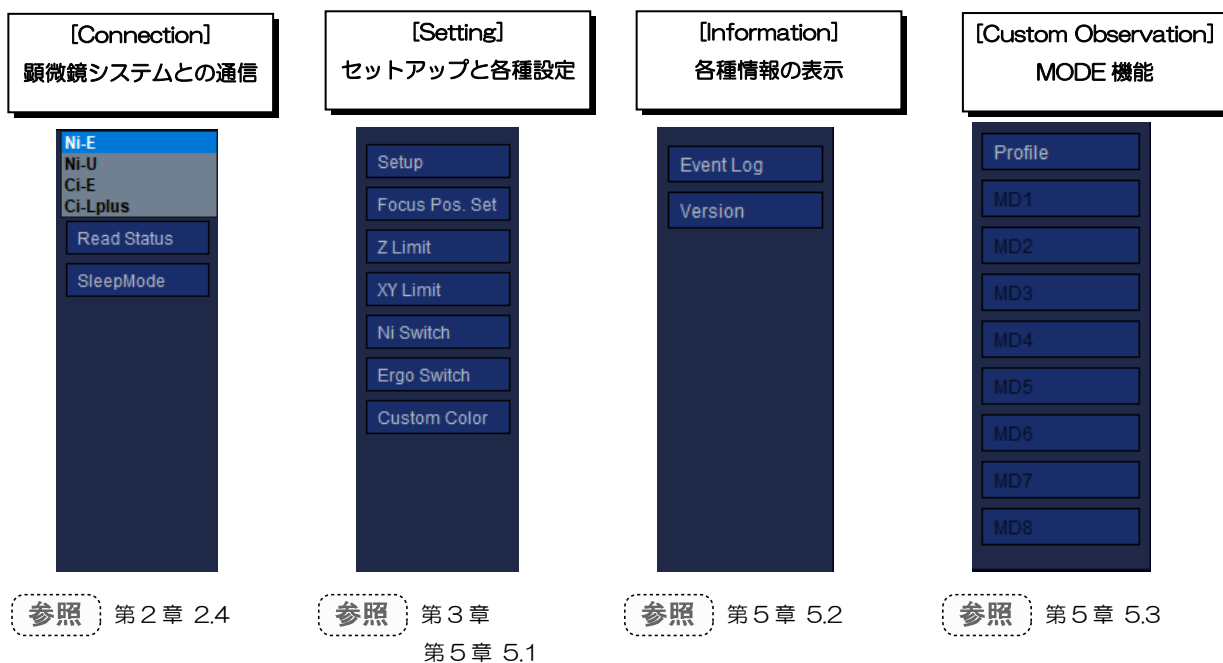 [Connection]
顕微鏡システムとの通信
Ni-E
Ni-U
Ci-E
Ci-Lplus
Read Status
SleepMode
参照 第2章 2.4
[Setting]
セットアップと各種設定
Setup
Focus Pos. Set
Z Limit
XY Limit
Ni Switch
Ergo Switch
Custom Color
参照 第3章
第5章 5.1
[Information]
各種情報の表示
Event Log
Version
参照 第5章 5.2
[Custom Observation]
MODE 機能
Profile
MD1
MD2
MD3
MD4
MD5
MD6
MD7
MD8
参照 第5章 5.3